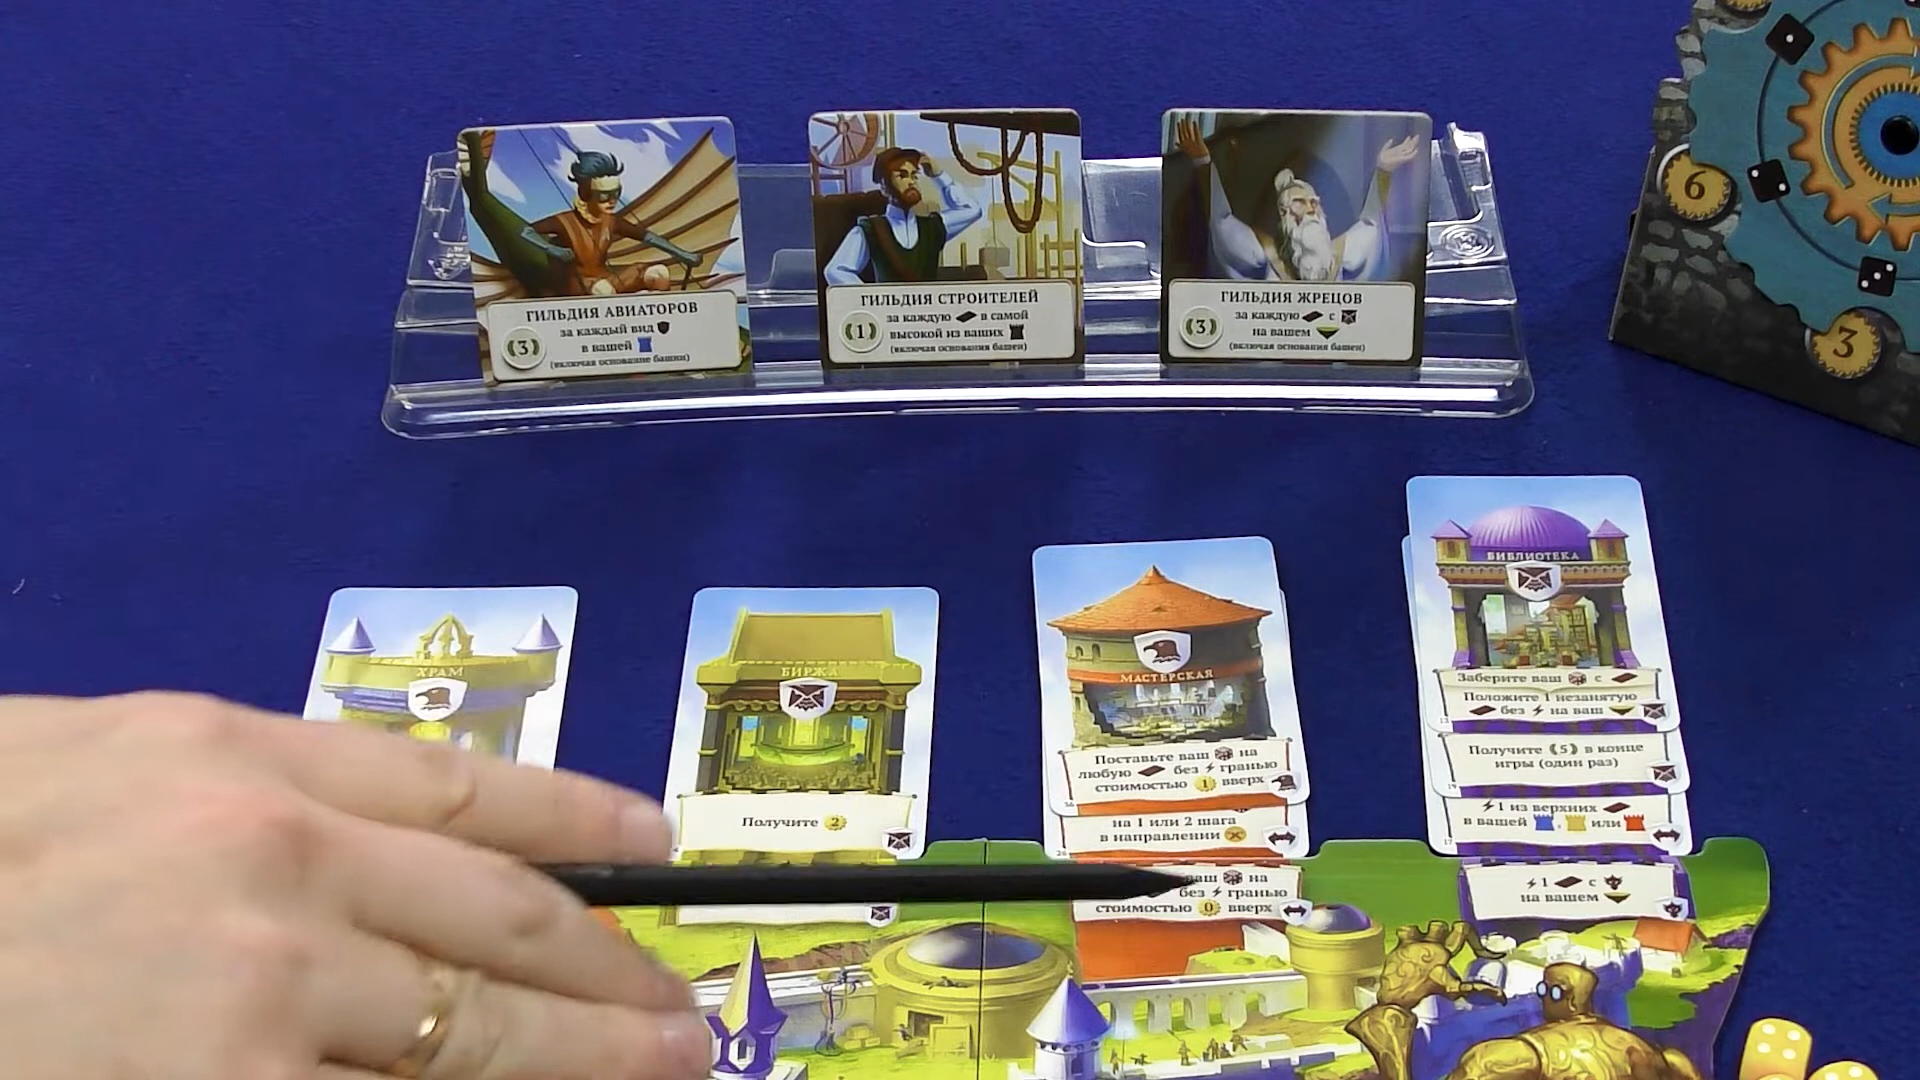 ГИЛЬДИЯ АВИАТОРОВ
за каждый вид
в вашей
(включая основание башни)
3
ГИЛЬДИЯ СТРОИТЕЛЕЙ
за каждую в самой
высокой из ваших
(включая основания башен)
1
ГИЛЬДИЯ ЖРЕЦОВ
за каждую с
на вашем
(включая основания башен)
3
6
3
ХРАМ
БИРЖА
Получите 2
МАСТЕРСКАЯ
Поставьте ваш на
любую без гранью
стоимостью 1 вверх
16
на 1 или 2 шага
в направлении
ваш на
без гранью
стоимостью 0 вверх
БИБЛИОТЕКА
Заберите ваш с
Положите 1 незанятую
без на ваш
Получите (5) в конце
игры (один раз)
19
1 из верхних
в вашей , или
17
1 с
на вашем